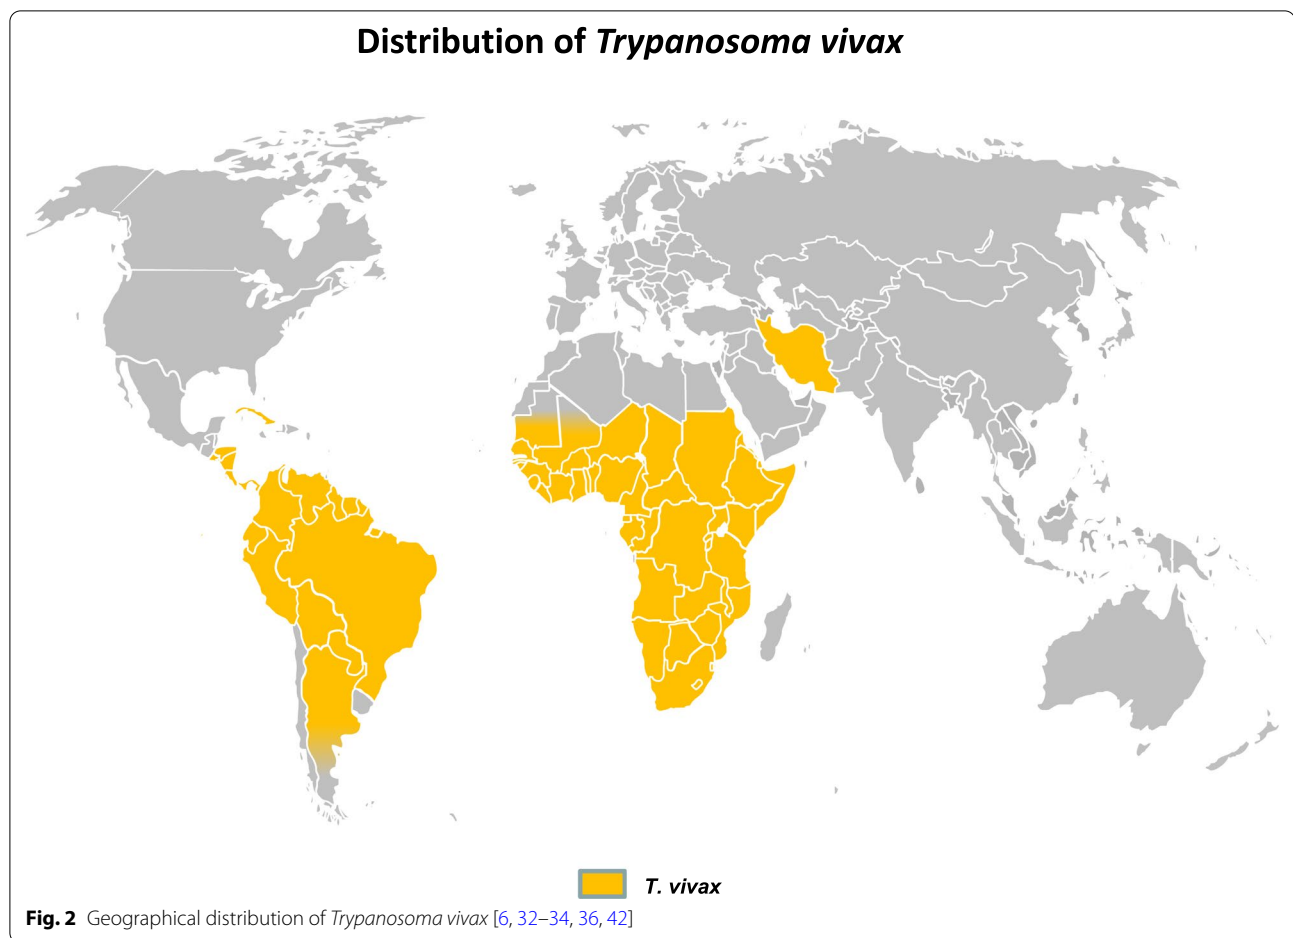 Distribution of Trypanosoma vivax
T. vivax
Fig. 2 Geographical distribution of Trypanosoma vivax [6, 32–34, 36, 42]